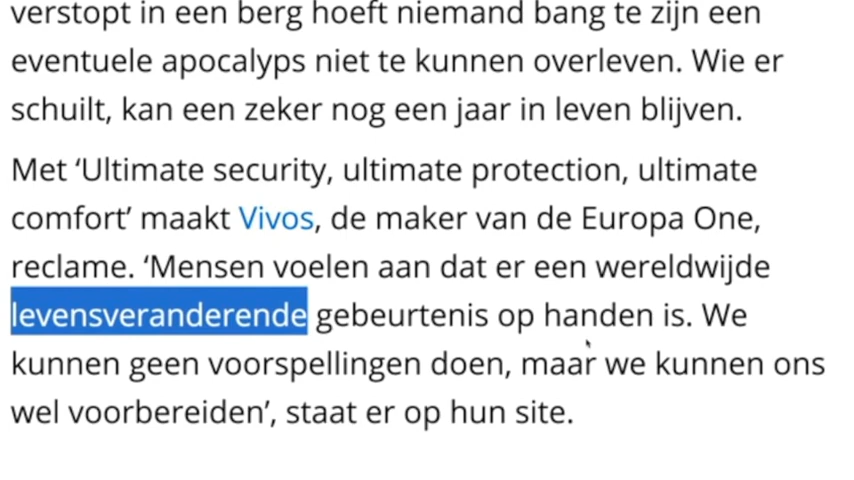 verstopt in een berg hoeft niemand bang te zijn een
eventuele apocalyps niet te kunnen overleven. Wie er
schuilt, kan een zeker nog een jaar in leven blijven.
Met ‘Ultimate security, ultimate protection, ultimate
comfort’ maakt Vivos, de maker van de Europa One,
reclame. ‘Mensen voelen aan dat er een wereldwijde
levensveranderende gebeurtenis op handen is. We
kunnen geen voorspellingen doen, maar we kunnen ons
wel voorbereiden’, staat er op hun site.